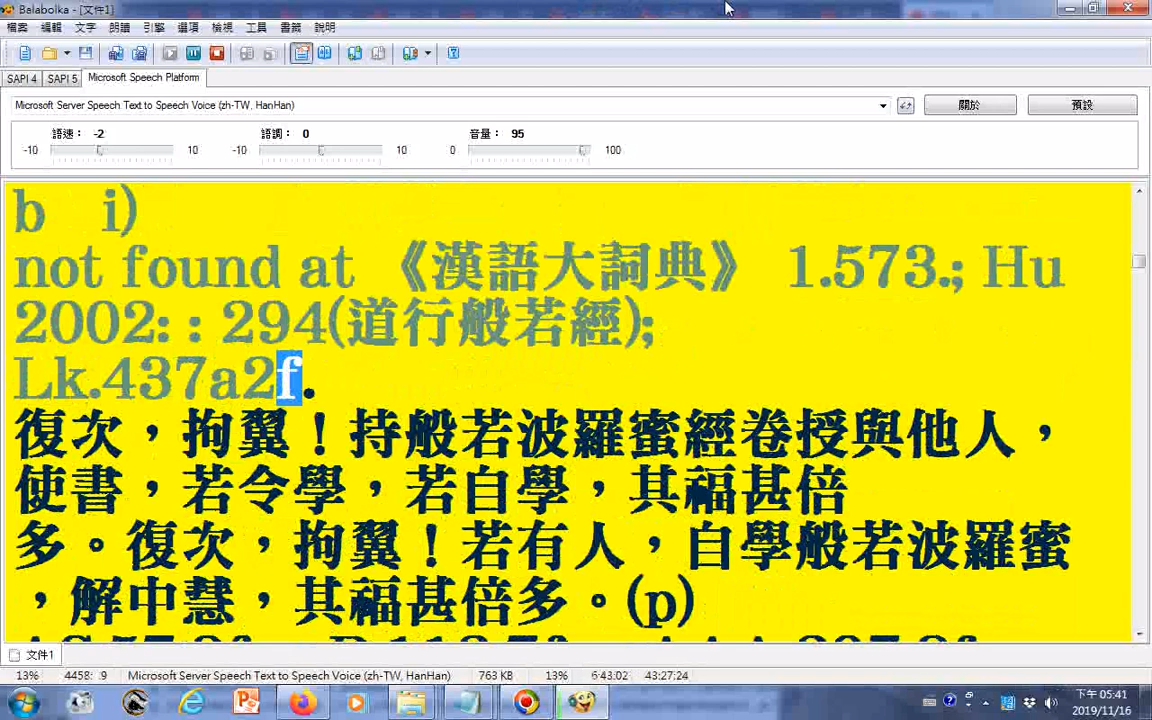 Balabolka - [文件1]
檔案 編輯 文字 朗讀 引擎 選項 檢視 工具 書籤 說明
SAPI 4 SAPI 5 Microsoft Speech Platform
Microsoft Server Speech Text to Speech Voice (zh-TW, HanHan) 關於 預設
語速： -2 語調： 0 音量： 95
-10 10 -10 10 0 100
b i)
not found at 《漢語大詞典》 1.573.; Hu
2002: : 294(道行般若經);
Lk.437a2f.
復次，拘翼！持般若波羅蜜經卷授與他人，
使書，若令學，若自學，其福甚倍
多。復次，拘翼！若有人，自學般若波羅蜜
，解中慧，其福甚倍多。(p)
文件1
13% 4458: .9 Microsoft Server Speech Text to Speech Voice (zh-TW, HanHan) 763 KB 13% 6:43:02 43:27:24
下午 05:41
2019/11/16